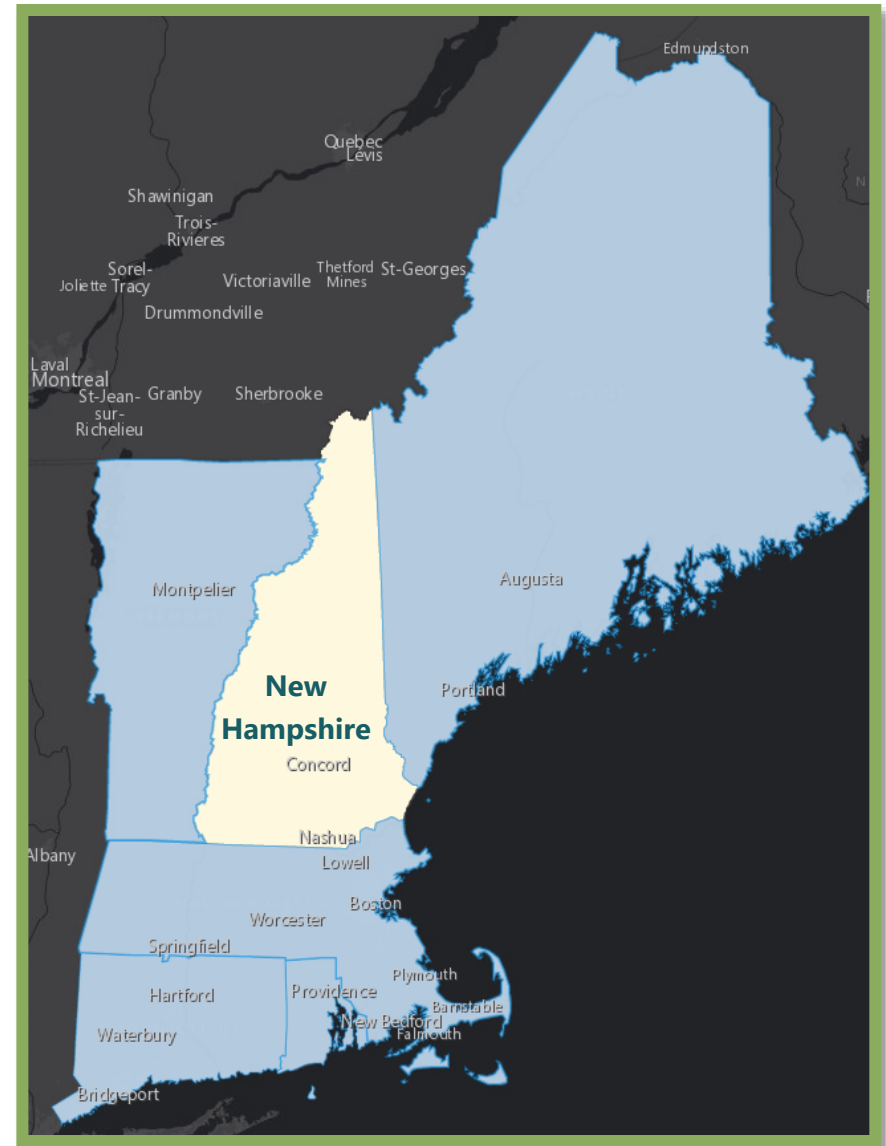 Edmundston
Quebec
Lévis
N
Shawinigan
Trois-
Rivieres
Sorel-
Tracy
Joliette
Victoriaville
Thetford
Mines
St-Georges
Drummondville
Laval
Montreal
St-Jean-
sur-
Richelieu
Granby
Sherbrooke
Montpelier
Augusta
New
Hampshire
Portland
Concord
Nashua
Albany
Lowell
Boston
Worcester
Springfield
Plymouth
Hartford
Providence
Barnstable
New Bedford
Falmouth
Waterbury
Bridgeport